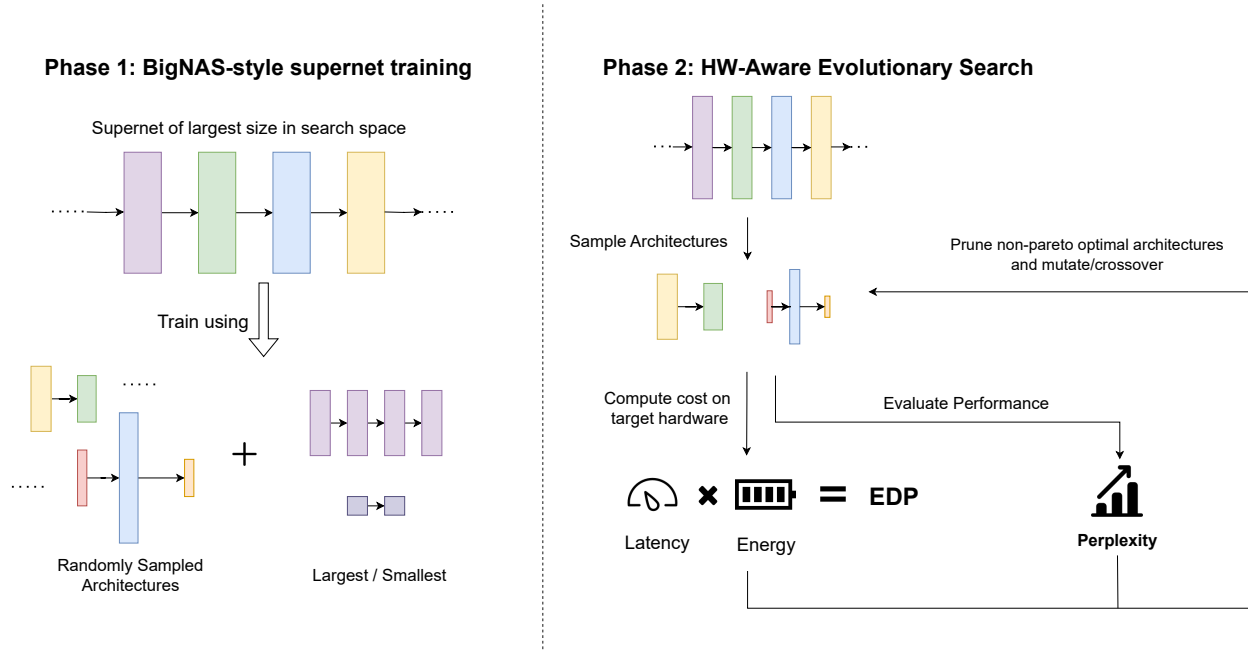 Phase 1: BigNAS-style supernet training
Supernet of largest size in search space
Train using
Randomly Sampled
Architectures
Largest / Smallest
Phase 2: HW-Aware Evolutionary Search
Sample Architectures
Prune non-pareto optimal architectures
and mutate/crossover
Compute cost on
target hardware
Evaluate Performance
EDP
Latency
Energy
Perplexity